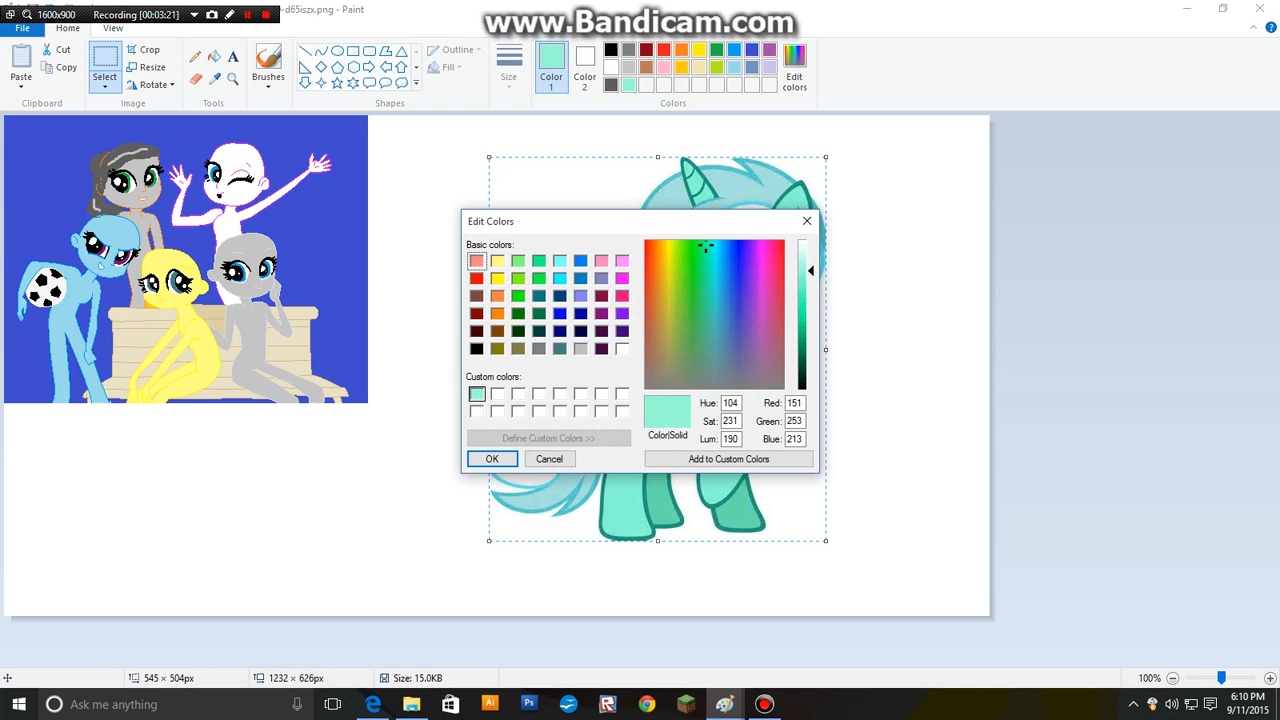 1600x900 Recording [00:03:21]
-d65iszx.png - Paint
www.Bandicam.com
File Home View
Paste Cut Copy
Select Crop Resize Rotate
Brushes
Outline Fill
Size
Color 1
Color 2
Edit colors
Clipboard Image Tools Shapes Colors
Edit Colors
Basic colors:
Custom colors:
Define Custom Colors >>
OK Cancel
Color|Solid
Hue: 104 Red: 151
Sat: 231 Green: 253
Lum: 190 Blue: 213
Add to Custom Colors
545 × 504px 1232 × 626px Size: 15.0KB 100%
Ask me anything
6:10 PM
9/11/2015